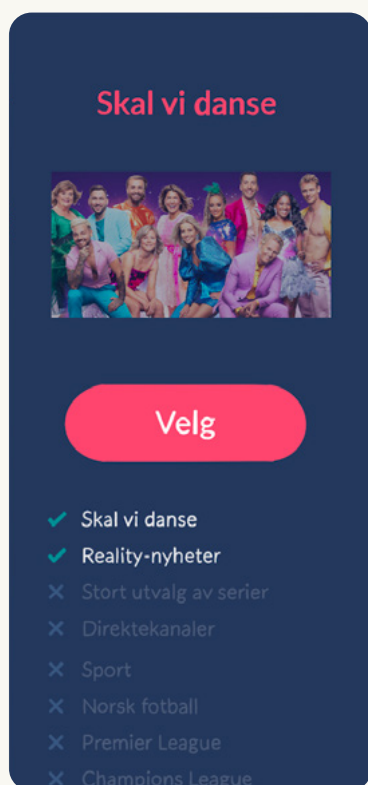 Skal vi danse
Velg
Skal vi danse
Reality-nyheter
Stort utvalg av serier
Direktekanaler
Sport
Norsk fotball
Premier League
Champions League